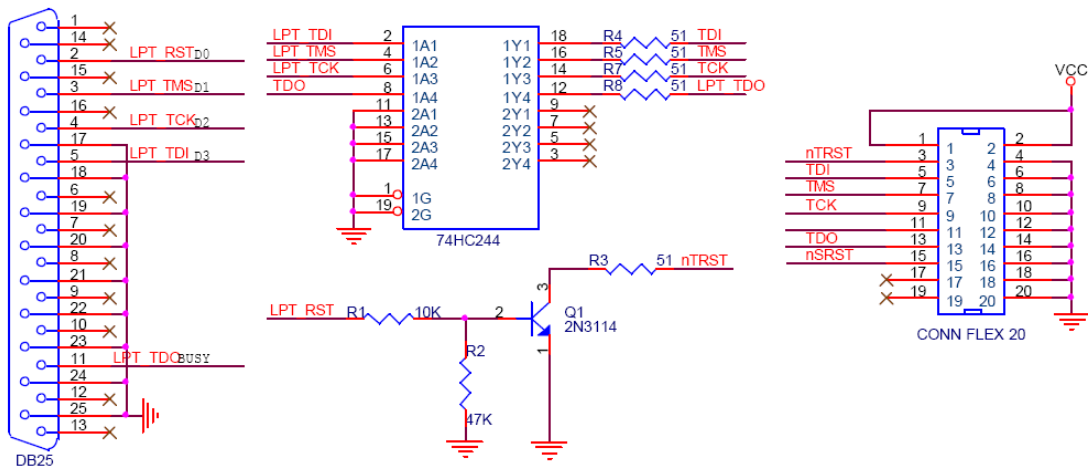 1
14
2 LPT_RST D0
15
3 LPT_TMS D1
16
4 LPT_TCK D2
17
5 LPT_TDI D3
18
6
19
7
20
8
21
9
22
10
23
11 LPT_TDO BUSY
24
12
25
13
DB25
LPT_TDI 2 1A1 1Y1 18 R4 51 TDI
LPT_TMS 4 1A2 1Y2 16 R5 51 TMS
LPT_TCK 6 1A3 1Y3 14 R7 51 TCK
TDO 8 1A4 1Y4 12 R8 51 LPT_TDO
11 2A1 2Y1 9
13 2A2 2Y2 7
15 2A3 2Y3 5
17 2A4 2Y4 3
1 1G
19 2G
74HC244
R3 51 nTRST
3
LPT_RST R1 10K 2 Q1
2N3114
R2
1
47K
VCC
1 1 2 2
nTRST 3 3 4 4
TDI 5 5 6 6
TMS 7 7 8 8
TCK 9 9 10 10
11 11 12 12
TDO 13 13 14 14
nSRST 15 15 16 16
17 17 18 18
19 19 20 20
CONN FLEX 20